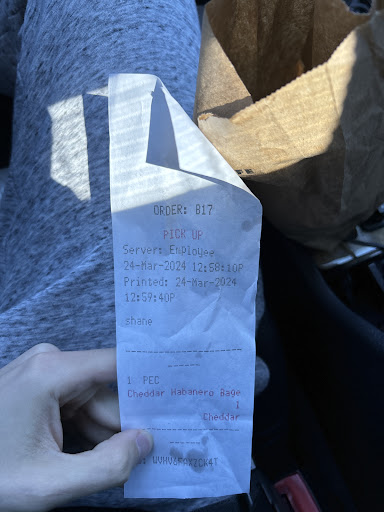 ORDER: B17
PICK UP
Server: Employee
24-Mar-2024 12:58:10P
Printed: 24-Mar-2024
12:59:40P
shane
------------------------
------
1 PEC
Cheddar Habanero Bage
l
Cheddar
------------------------
------